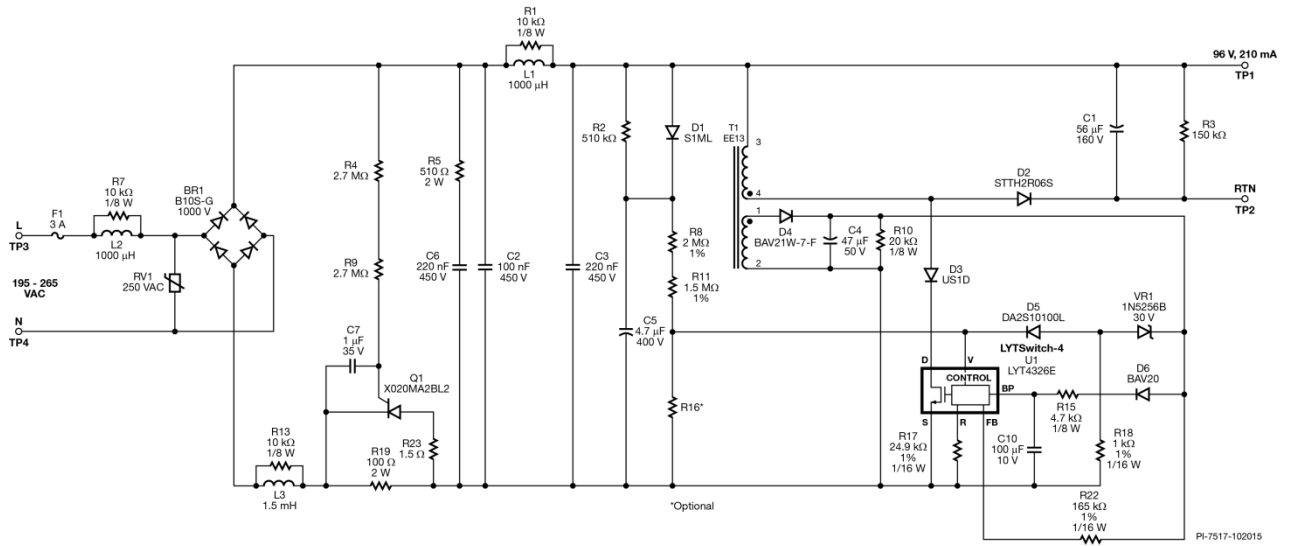 R1
10 kΩ
1/8 W
L1
1000 μH
96 V, 210 mA
TP1
R2
510 kΩ
D1
S1ML
T1
EE13
3
4
C1
56 μF
160 V
R3
150 kΩ
R4
2.7 MΩ
R5
510 Ω
2 W
D2
STTH2R06S
RTN
TP2
R7
10 kΩ
1/8 W
BR1
B10S-G
1000 V
F1
3 A
L
TP3
L2
1000 μH
RV1
250 VAC
195 - 265
VAC
N
TP4
1
2
D4
BAV21W-7-F
C4
47 μF
50 V
R10
20 kΩ
1/8 W
R8
2 MΩ
1%
R11
1.5 MΩ
1%
R9
2.7 MΩ
C6
220 nF
450 V
C2
100 nF
450 V
C3
220 nF
450 V
D3
US1D
C5
4.7 μF
400 V
D5
DA2S10100L
VR1
1N5256B
30 V
C7
1 μF
35 V
Q1
X020MA2BL2
LYTSwitch-4
U1
LYT4326E
D
V
CONTROL
BP
S
R
FB
D6
BAV20
R16*
R15
4.7 kΩ
1/8 W
R13
10 kΩ
1/8 W
L3
1.5 mH
R19
100 Ω
2 W
R23
1.5 Ω
R17
24.9 kΩ
1%
1/16 W
C10
100 μF
10 V
R18
1 kΩ
1%
1/16 W
*Optional
R22
165 kΩ
1%
1/16 W
PI-7517-102015